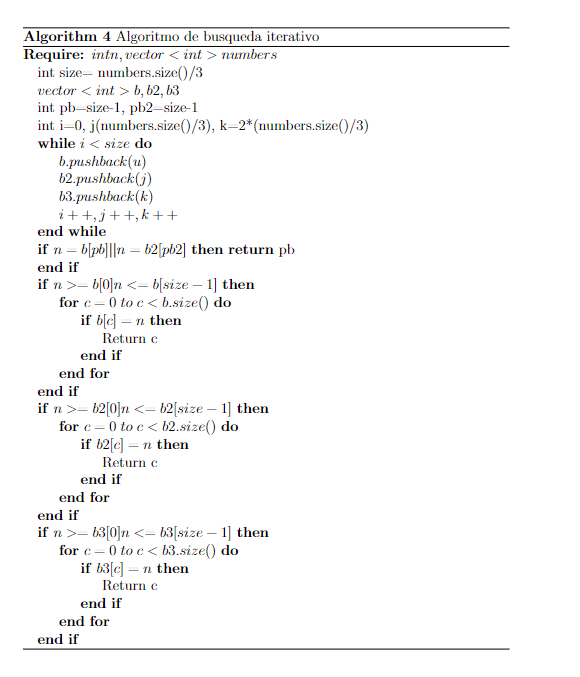 Algorithm 4 Algoritmo de busqueda iterativo
Require: intn, vector < int > numbers
int size= numbers.size()/3
vector < int > b, b2, b3
int pb=size-1, pb2=size-1
int i=0, j(numbers.size()/3), k=2*(numbers.size()/3)
while i < size do
b.pushback(u)
b2.pushback(j)
b3.pushback(k)
i + +, j + +, k + +
end while
if n = b[pb]||n = b2[pb2] then return pb
end if
if n >= b[0]n <= b[size − 1] then
for c = 0 to c < b.size() do
if b[c] = n then
Return c
end if
end for
end if
if n >= b2[0]n <= b2[size − 1] then
for c = 0 to c < b2.size() do
if b2[c] = n then
Return c
end if
end for
end if
if n >= b3[0]n <= b3[size − 1] then
for c = 0 to c < b3.size() do
if b3[c] = n then
Return c
end if
end for
end if